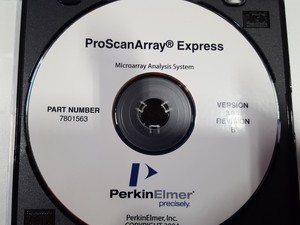 ProScanArray® Express
Microarray Analysis System
PART NUMBER
7801563
VERSION
REVISION
PerkinElmer®
precisely.
PerkinElmer, Inc.